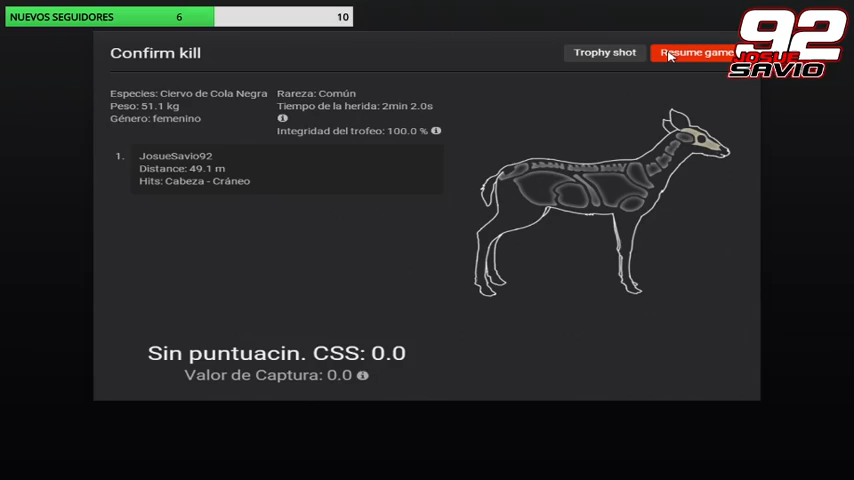 NUEVOS SEGUIDORES 6 10
92
JOSUE
SAVIO
Confirm kill
Trophy shot
Resume game
Especies: Ciervo de Cola Negra
Peso: 51.1 kg
Género: femenino
Rareza: Común
Tiempo de la herida: 2min 2.0s
Integridad del trofeo: 100.0 %
1. JosueSavio92
Distance: 49.1 m
Hits: Cabeza - Cráneo
Sin puntuacin. CSS: 0.0
Valor de Captura: 0.0